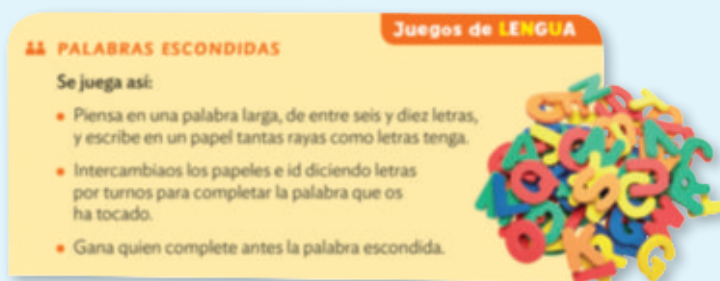 Juegos de LENGUA
PALABRAS ESCONDIDAS
Se juega así:
• Piensa en una palabra larga, de entre seis y diez letras,
y escribe en un papel tantas rayas como letras tenga.
• Intercambiaos los papeles e id diciendo letras
por turnos para completar la palabra que os
ha tocado.
• Gana quien complete antes la palabra escondida.